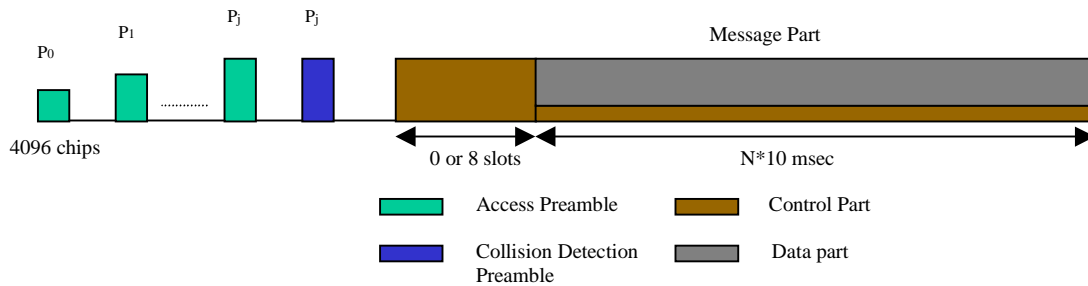 P0
P1
Pj
Pj
Message Part
.............
4096 chips
0 or 8 slots
N*10 msec
Access Preamble
Control Part
Collision Detection
Preamble
Data part